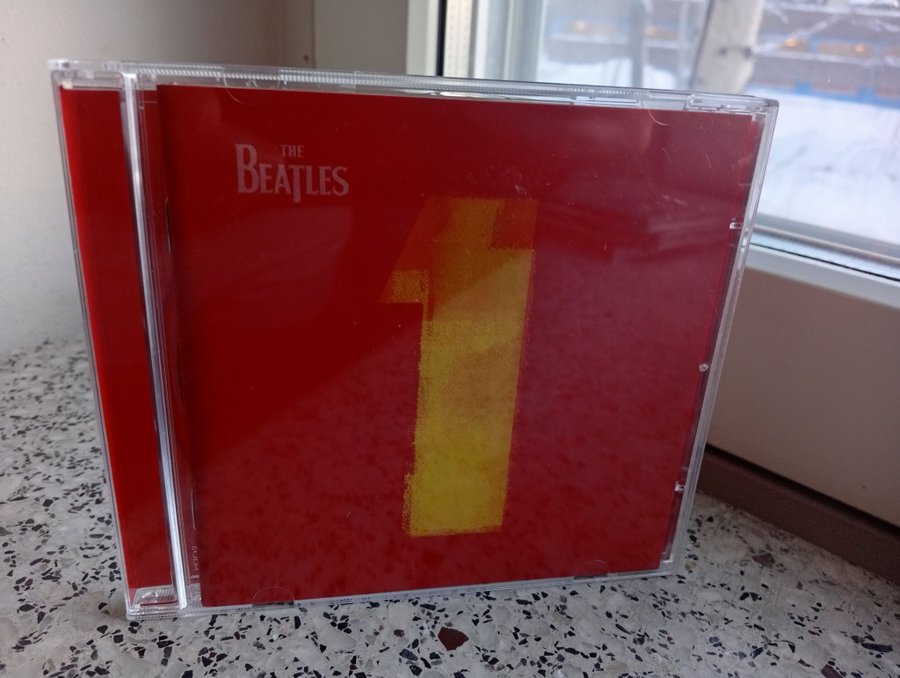 THE
BEATLES
1